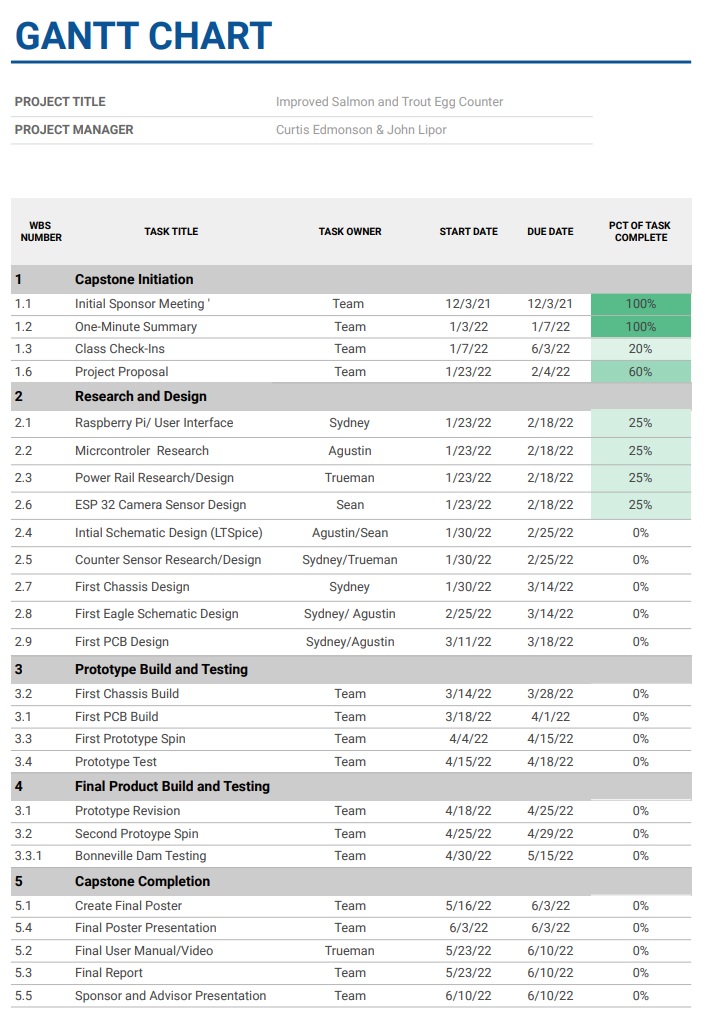 GANTT CHART
PROJECT TITLE Improved Salmon and Trout Egg Counter
PROJECT MANAGER Curtis Edmonson & John Lipor
WBS NUMBER TASK TITLE TASK OWNER START DATE DUE DATE PCT OF TASK COMPLETE
1 Capstone Initiation
1.1 Initial Sponsor Meeting ' Team 12/3/21 12/3/21 100%
1.2 One-Minute Summary Team 1/3/22 1/7/22 100%
1.3 Class Check-Ins Team 1/7/22 6/3/22 20%
1.6 Project Proposal Team 1/23/22 2/4/22 60%
2 Research and Design
2.1 Raspberry Pi/ User Interface Sydney 1/23/22 2/18/22 25%
2.2 Micrcontroler Research Agustin 1/23/22 2/18/22 25%
2.3 Power Rail Research/Design Trueman 1/23/22 2/18/22 25%
2.6 ESP 32 Camera Sensor Design Sean 1/23/22 2/18/22 25%
2.4 Intial Schematic Design (LTSpice) Agustin/Sean 1/30/22 2/25/22 0%
2.5 Counter Sensor Research/Design Sydney/Trueman 1/30/22 2/25/22 0%
2.7 First Chassis Design Sydney 1/30/22 3/14/22 0%
2.8 First Eagle Schematic Design Sydney/ Agustin 2/25/22 3/14/22 0%
2.9 First PCB Design Sydney/Agustin 3/11/22 3/18/22 0%
3 Prototype Build and Testing
3.2 First Chassis Build Team 3/14/22 3/28/22 0%
3.1 First PCB Build Team 3/18/22 4/1/22 0%
3.3 First Prototype Spin Team 4/4/22 4/15/22 0%
3.4 Prototype Test Team 4/15/22 4/18/22 0%
4 Final Product Build and Testing
3.1 Prototype Revision Team 4/18/22 4/25/22 0%
3.2 Second Protoype Spin Team 4/25/22 4/29/22 0%
3.3.1 Bonneville Dam Testing Team 4/30/22 5/15/22 0%
5 Capstone Completion
5.1 Create Final Poster Team 5/16/22 6/3/22 0%
5.4 Final Poster Presentation Team 6/3/22 6/3/22 0%
5.2 Final User Manual/Video Trueman 5/23/22 6/10/22 0%
5.3 Final Report Team 5/23/22 6/10/22 0%
5.5 Sponsor and Advisor Presentation Team 6/10/22 6/10/22 0%